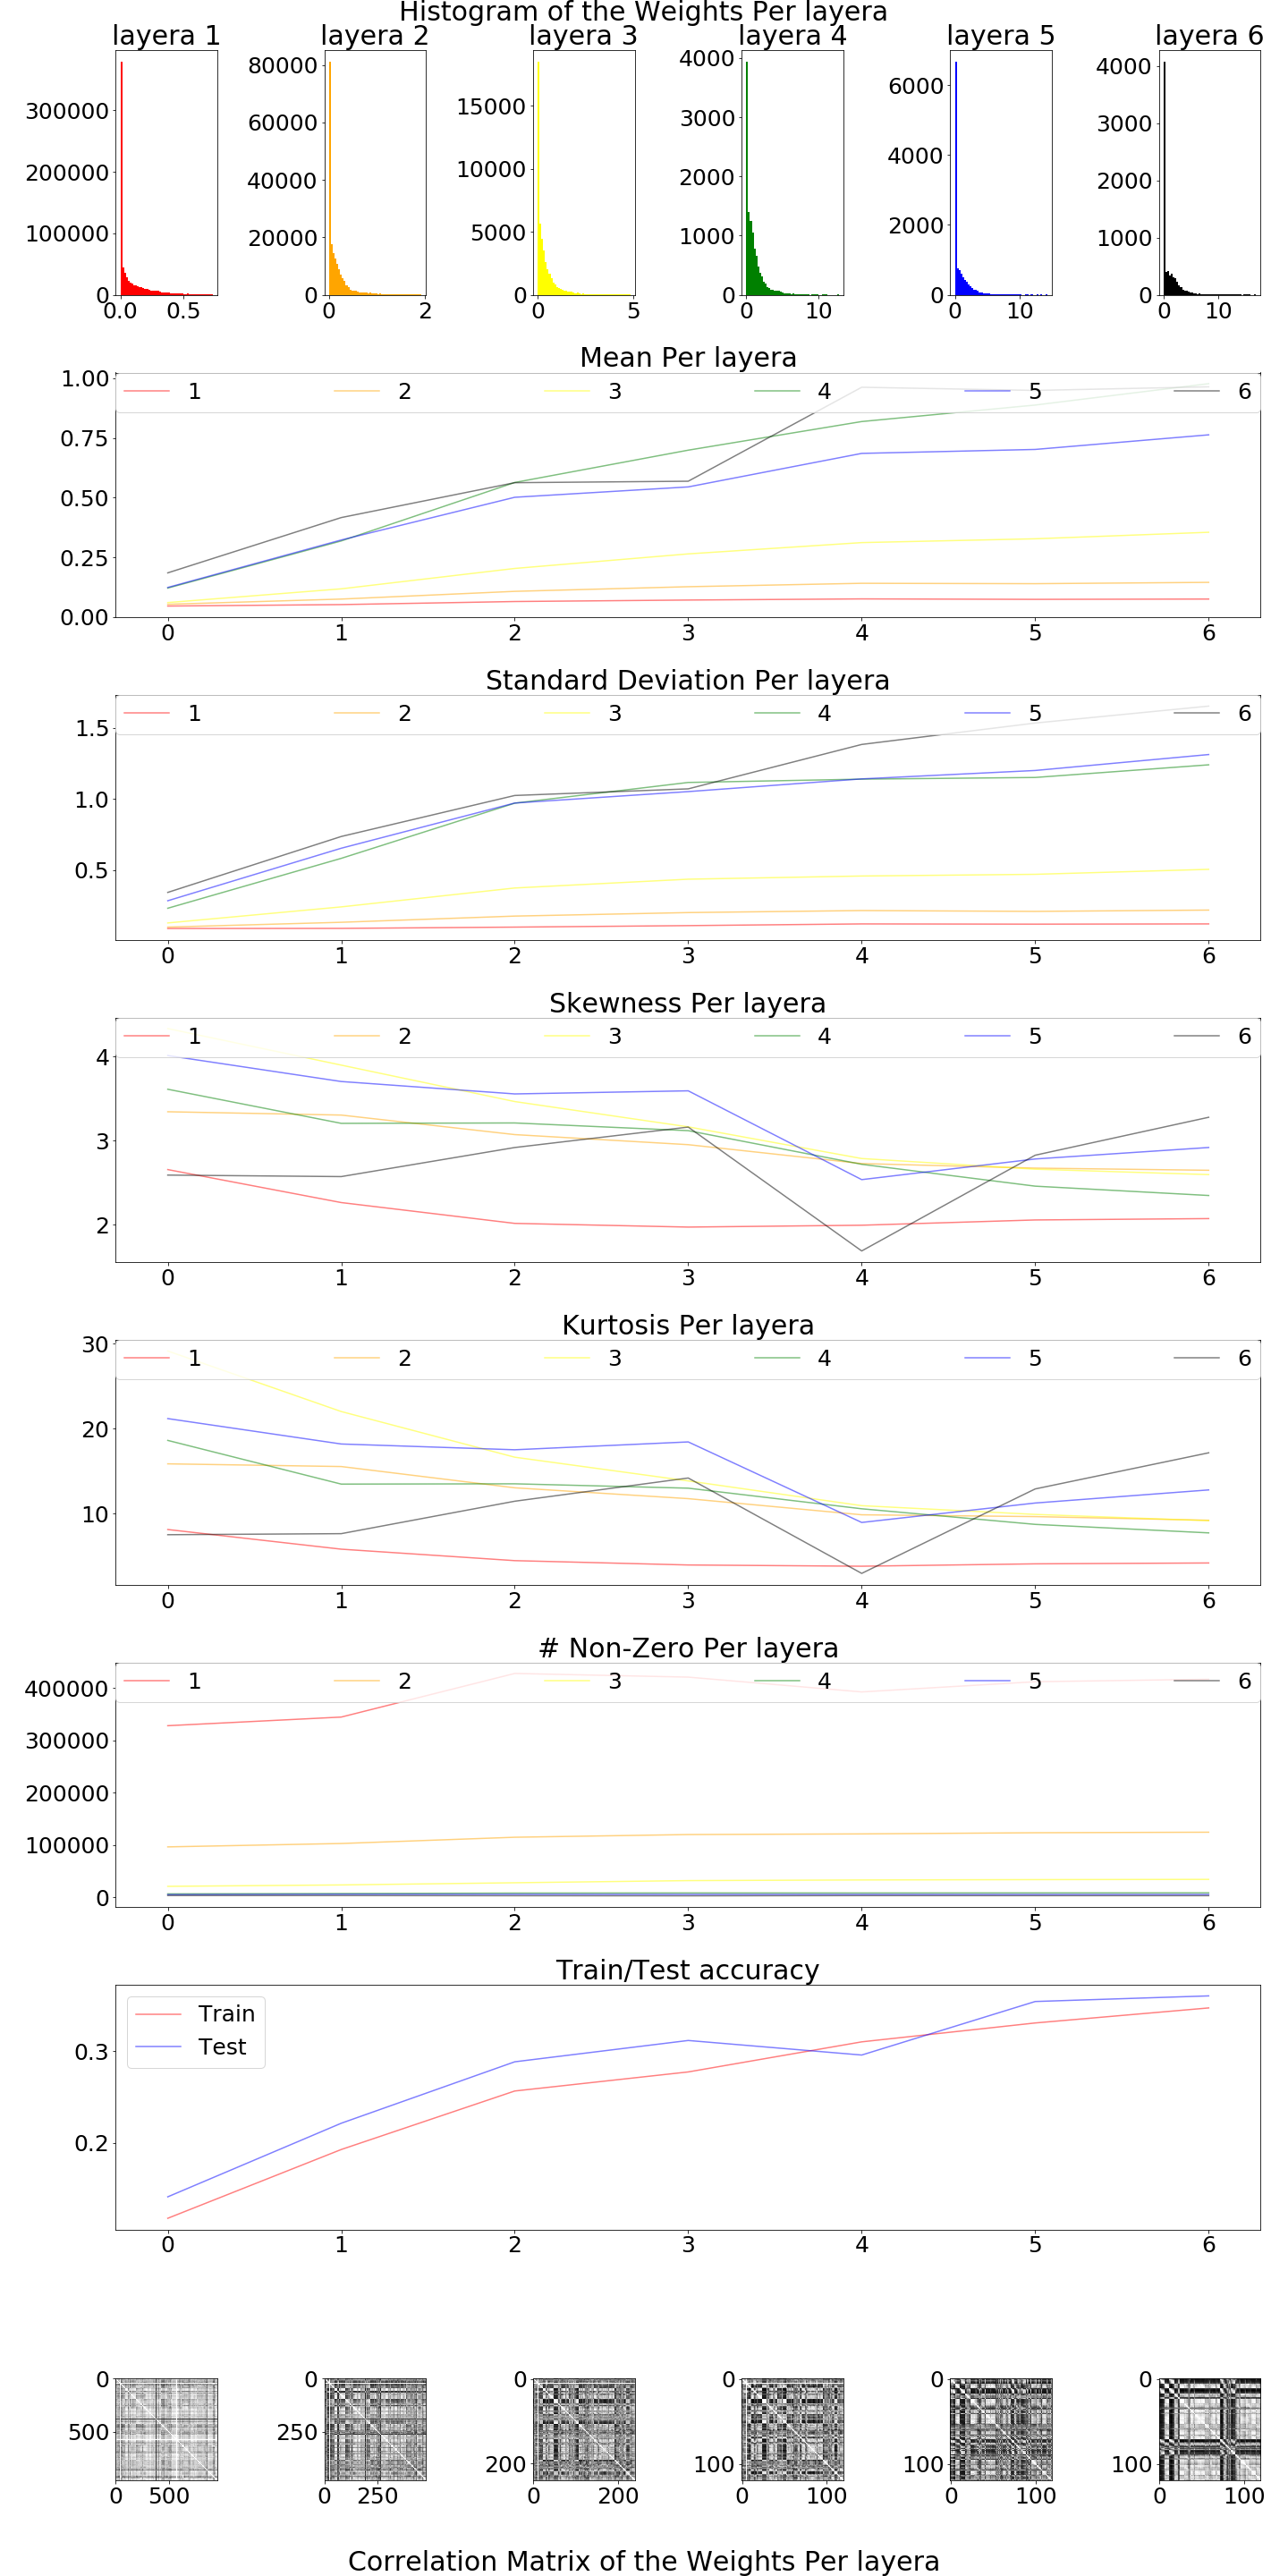 Histogram of the Weights Per layera
layera 1 layera 2 layera 3 layera 4 layera 5 layera 6
300000 200000 100000 0 0.0 0.5
80000 60000 40000 20000 0 0 2
15000 10000 5000 0 0 5
4000 3000 2000 1000 0 0 10
6000 4000 2000 0 0 10
4000 3000 2000 1000 0 0 10
Mean Per layera
1 2 3 4 5 6
1.00
0.75
0.50
0.25
0.00
0 1 2 3 4 5 6
Standard Deviation Per layera
1 2 3 4 5 6
1.5
1.0
0.5
0 1 2 3 4 5 6
Skewness Per layera
1 2 3 4 5 6
4
3
2
0 1 2 3 4 5 6
Kurtosis Per layera
30
1 2 3 4 5 6
20
10
0 1 2 3 4 5 6
# Non-Zero Per layera
1 2 3 4 5 6
400000
300000
200000
100000
0
0 1 2 3 4 5 6
Train/Test accuracy
Train
Test
0.3
0.2
0 1 2 3 4 5 6
0 500 0 500
0 250 0 250
0 200 0 200
0 100 0 100
0 100 0 100
0 100 0 100
Correlation Matrix of the Weights Per layera